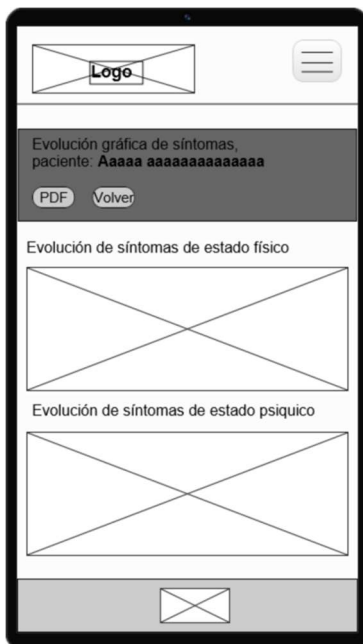 Logo
Evolución gráfica de síntomas,
paciente: Aaaaa aaaaaaaaaaaaaa
PDF Volver
Evolución de síntomas de estado físico
Evolución de síntomas de estado psiquico